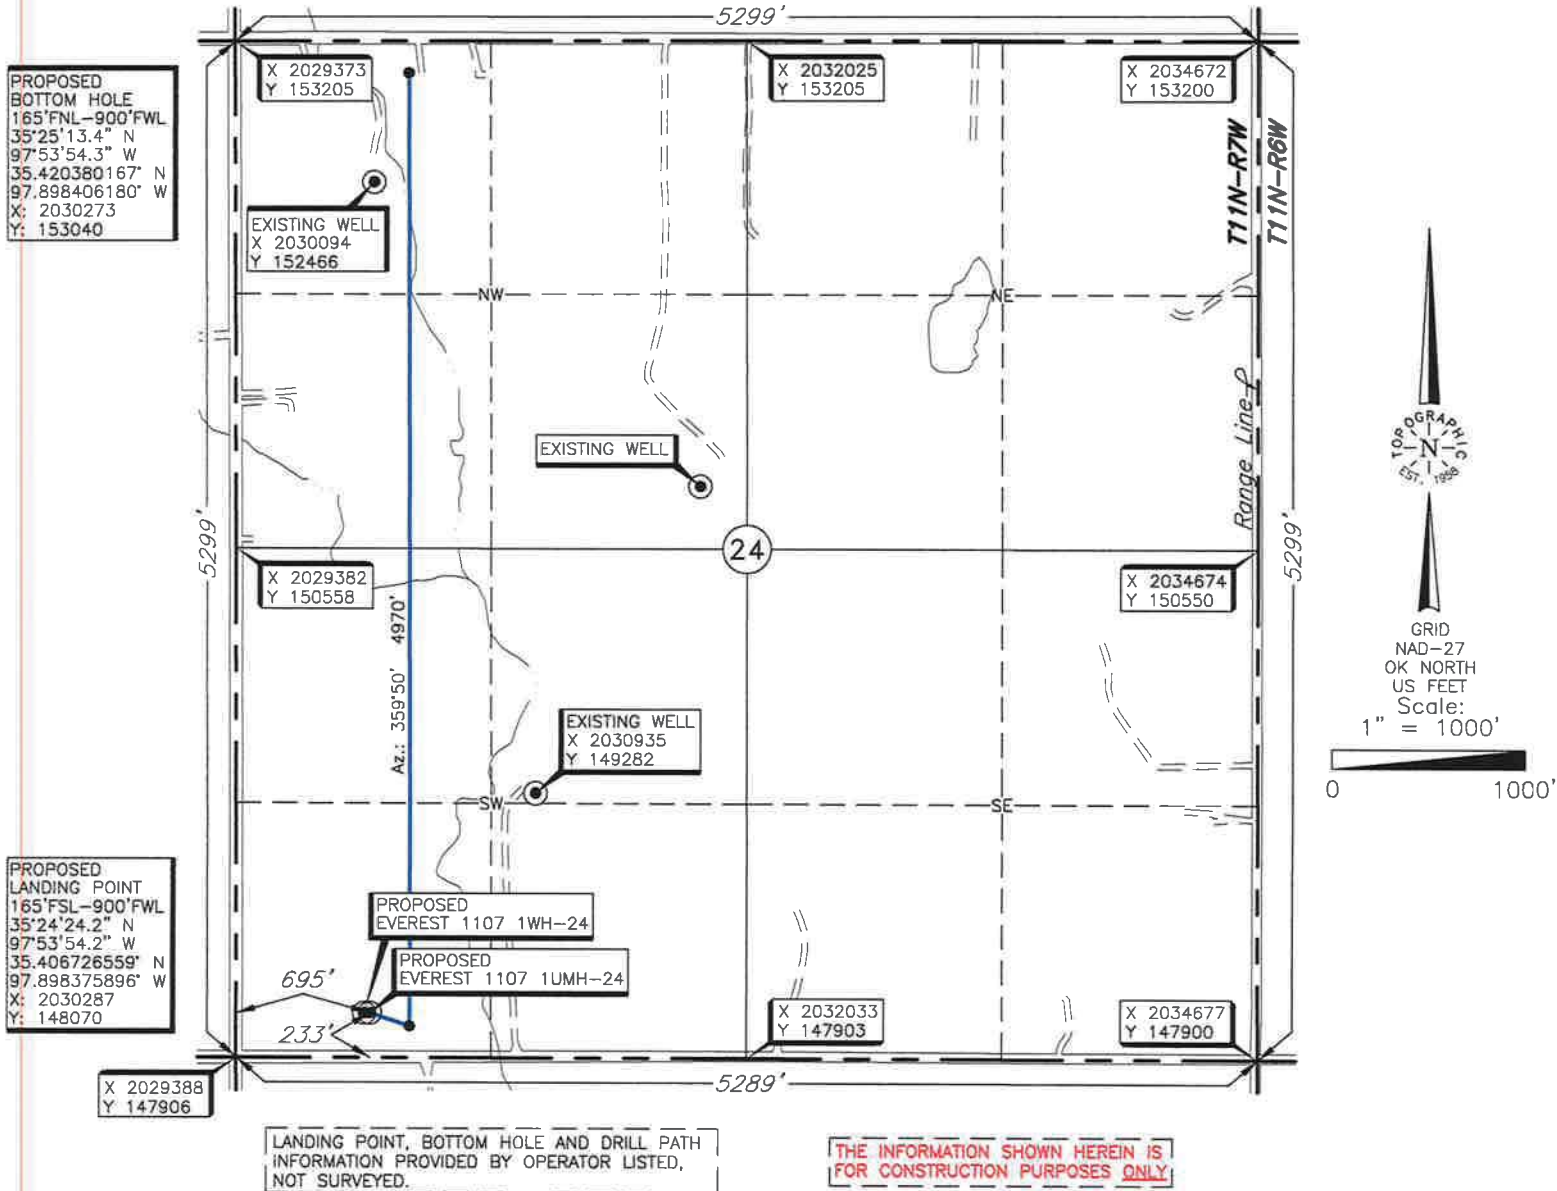 5299'
X 2029373
Y 153205
X 2032025
Y 153205
X 2034672
Y 153200
PROPOSED
BOTTOM HOLE
165'FNL-900'FWL
35°25'13.4" N
97°53'54.3" W
35.420380167° N
97.898406180° W
X: 2030273
Y: 153040
T11N-R7W
T11N-R6W
EXISTING WELL
X 2030094
Y 152466
NW
NE
Range Line
EXISTING WELL
TOPOGRAPHIC
N
EST. 1958
5299'
24
5299'
X 2029382
Y 150558
X 2034674
Y 150550
Az.: 359°50' 4970'
GRID
NAD-27
OK NORTH
US FEET
Scale:
1" = 1000'
0 1000'
EXISTING WELL
X 2030935
Y 149282
SW
SE
PROPOSED
LANDING POINT
165'FSL-900'FWL
35°24'24.2" N
97°53'54.2" W
35.406726559° N
97.898375896° W
X: 2030287
Y: 148070
PROPOSED
EVEREST 1107 1WH-24
PROPOSED
EVEREST 1107 1UMH-24
695'
233'
X 2032033
Y 147903
X 2034677
Y 147900
X 2029388
Y 147906
5289'
LANDING POINT, BOTTOM HOLE AND DRILL PATH
INFORMATION PROVIDED BY OPERATOR LISTED,
NOT SURVEYED.
THE INFORMATION SHOWN HEREIN IS
FOR CONSTRUCTION PURPOSES ONLY